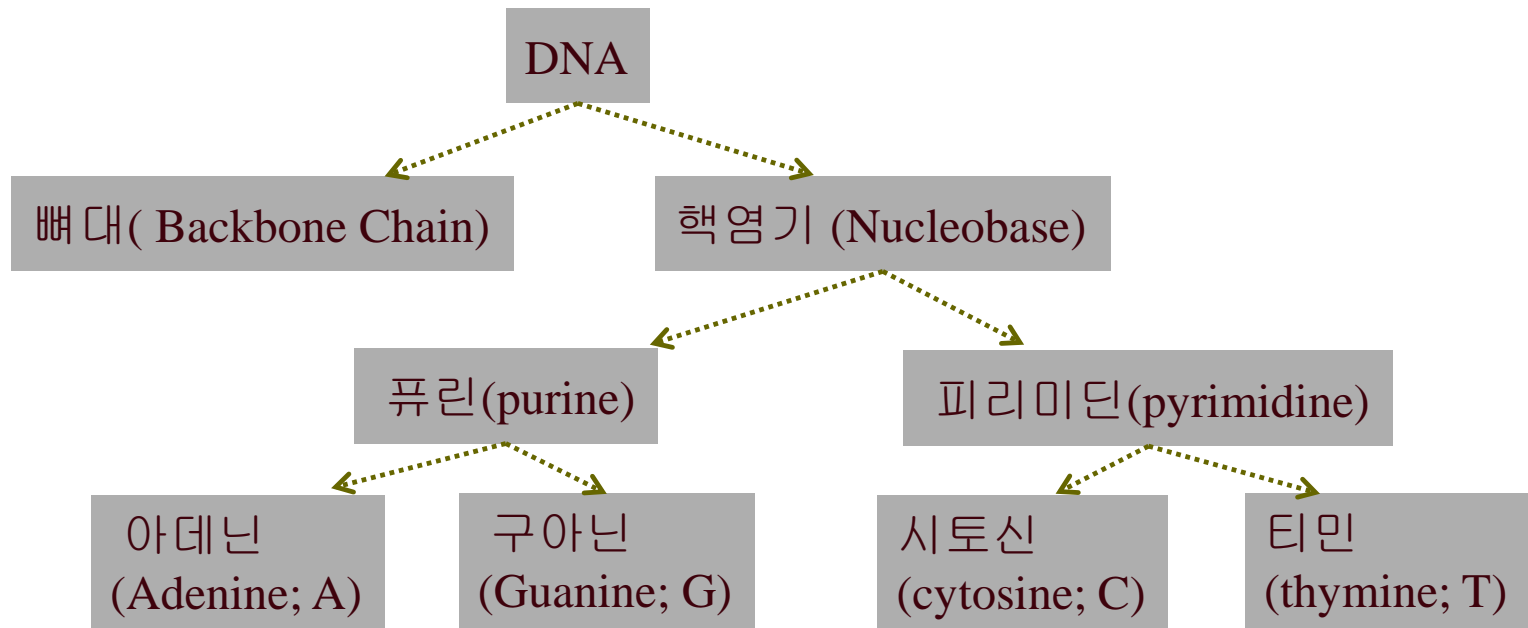 DNA
뼈대( Backbone Chain)
핵염기 (Nucleobase)
퓨린(purine)
피리미딘(pyrimidine)
아데닌
(Adenine; A)
구아닌
(Guanine; G)
시토신
(cytosine; C)
티민
(thymine; T)